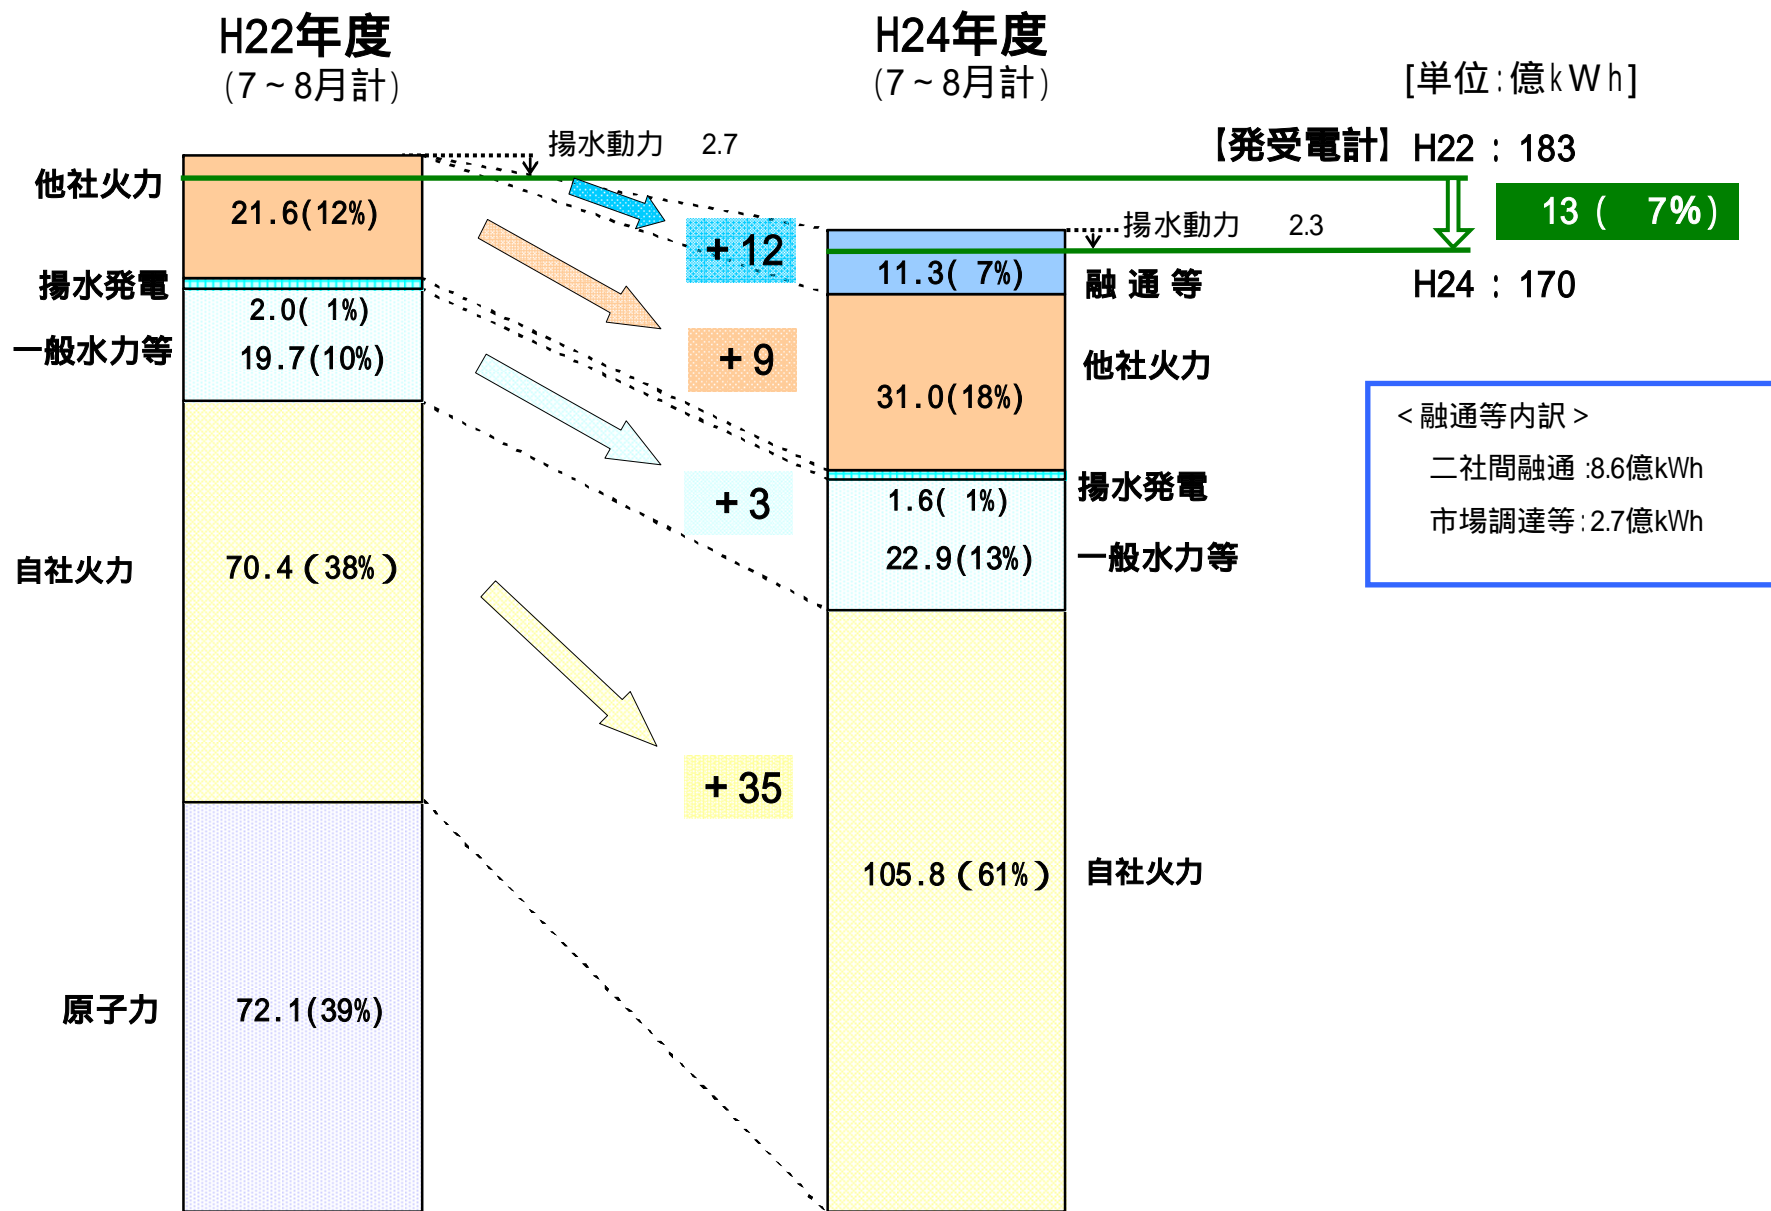 H22年度
(7~8月計)
H24年度
(7~8月計)
[単位:億kWh]
揚水動力 2.7
【発受電計】 H22 : 183
13 ( 7%)
H24 : 170
揚水動力 2.3
他社火力
21.6(12%)
揚水発電
2.0( 1%)
一般水力等
19.7(10%)
自社火力
70.4(38%)
原子力
72.1(39%)
+12
+9
+3
+35
11.3( 7%)
融通等
31.0(18%)
他社火力
1.6( 1%)
揚水発電
22.9(13%)
一般水力等
105.8(61%)
自社火力
<融通等内訳>
二社間融通:8.6億kWh
市場調達等:2.7億kWh